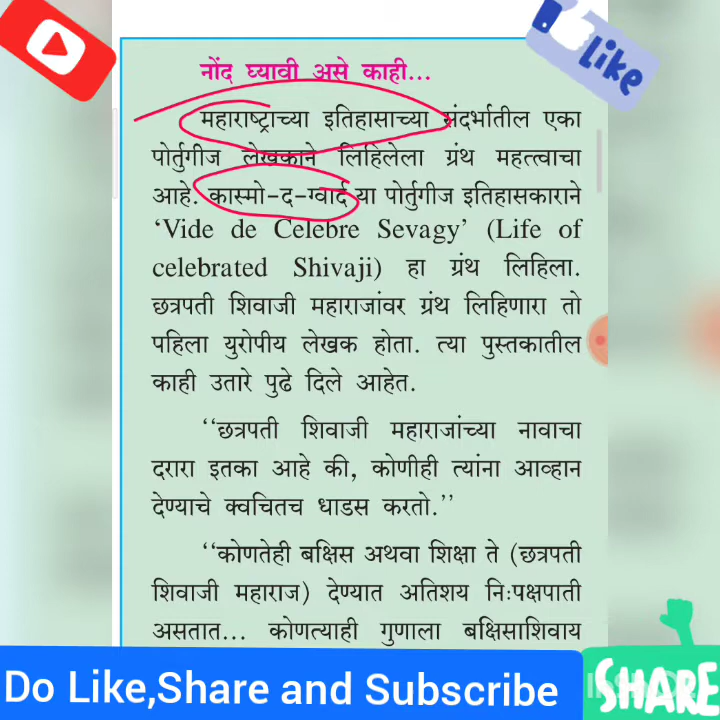 Like
नोंद घ्यावी असे काही...
महाराष्ट्राच्या इतिहासाच्या संदर्भातील एका
पोर्तुगीज लेखकाने लिहिलेला ग्रंथ महत्त्वाचा
आहे. कास्मो-द-ग्वार्द या पोर्तुगीज इतिहासकाराने
‘Vide de Celebre Sevagy’ (Life of
celebrated Shivaji) हा ग्रंथ लिहिला.
छत्रपती शिवाजी महाराजांवर ग्रंथ लिहिणारा तो
पहिला युरोपीय लेखक होता. त्या पुस्तकातील
काही उतारे पुढे दिले आहेत.
‘‘छत्रपती शिवाजी महाराजांच्या नावाचा
दरारा इतका आहे की, कोणीही त्यांना आव्हान
देण्याचे क्वचितच धाडस करतो.’’
‘‘कोणतेही बक्षिस अथवा शिक्षा ते (छत्रपती
शिवाजी महाराज) देण्यात अतिशय निःपक्षपाती
असतात... कोणत्याही गुणाला बक्षिसाशिवाय
Do Like,Share and Subscribe
SHARE